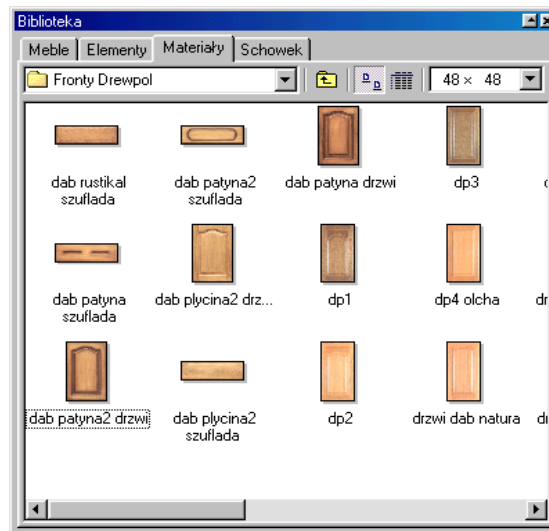 Biblioteka
Meble Elementy Materiały Schowek
Fronty Drewpol 48 × 48
dab rustikal szuflada
dab patyna2 szuflada
dab patyna drzwi
dp3
dab patyna szuflada
dab plycina2 drz...
dp1
dp4 olcha
dab patyna2 drzwi
dab plycina2 szuflada
dp2
drzwi dab natura